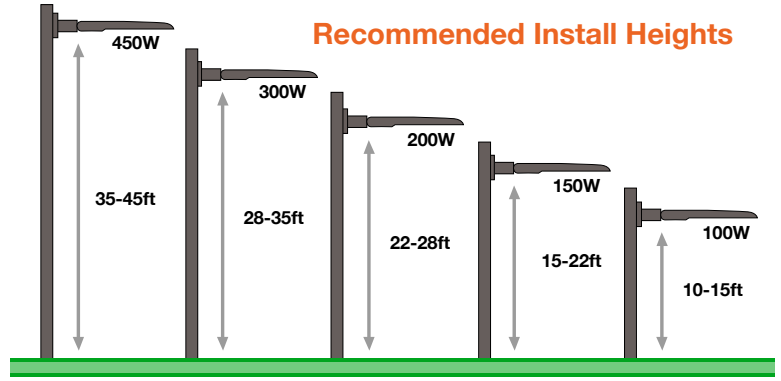 Recommended Install Heights
450W
300W
200W
150W
100W
35-45ft
28-35ft
22-28ft
15-22ft
10-15ft